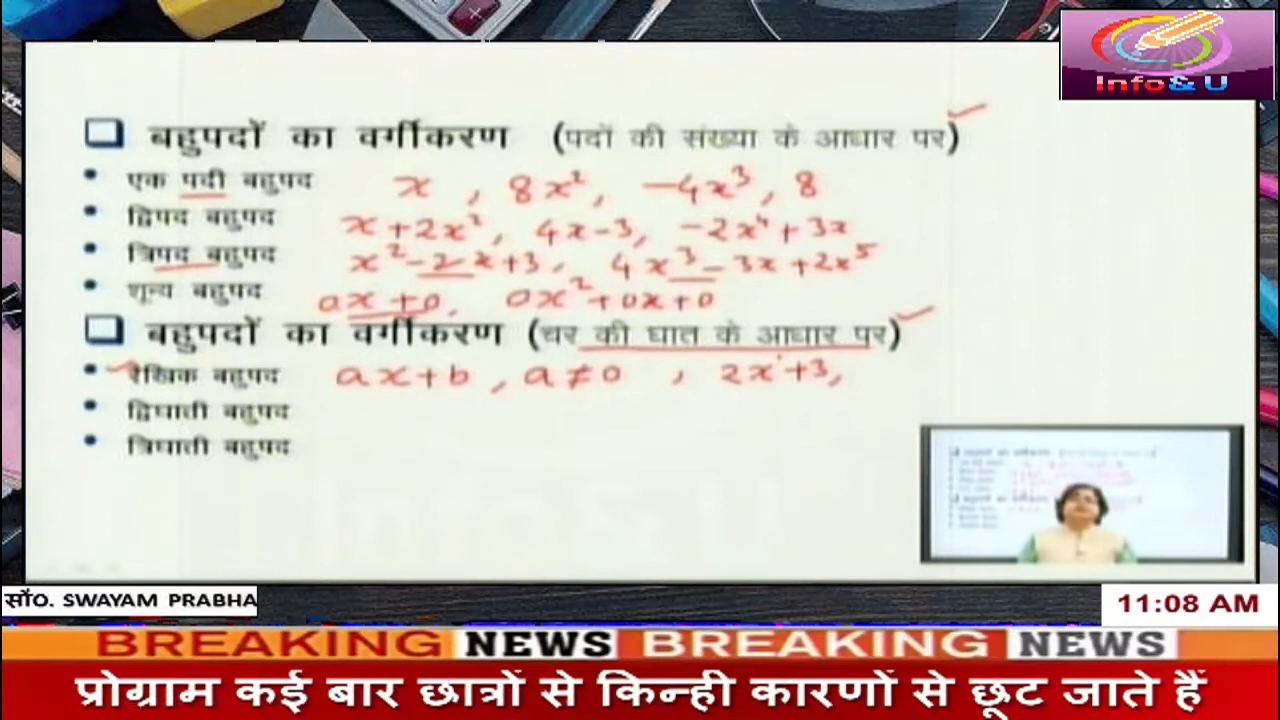 Info & U
बहुपदों का वर्गीकरण (पदों की संख्या के आधार पर)
एक पदी बहुपद x, 8x², -4x³, 8
द्विपद बहुपद x+2x², 4x-3, -2x⁴+3x
त्रिपद बहुपद x²-2x+3, 4x³-3x+2x⁵
शून्य बहुपद 0x+0, 0x²+0x+0
बहुपदों का वर्गीकरण (चर की घात के आधार पर)
रैखिक बहुपद ax+b, a≠0, 2x¹+3,
द्विघाती बहुपद
त्रिघाती बहुपद
सौं0. SWAYAM PRABHA
11:08 AM
BREAKING NEWS BREAKING NEWS
प्रोग्राम कई बार छात्रों से किन्ही कारणों से छूट जाते हैं